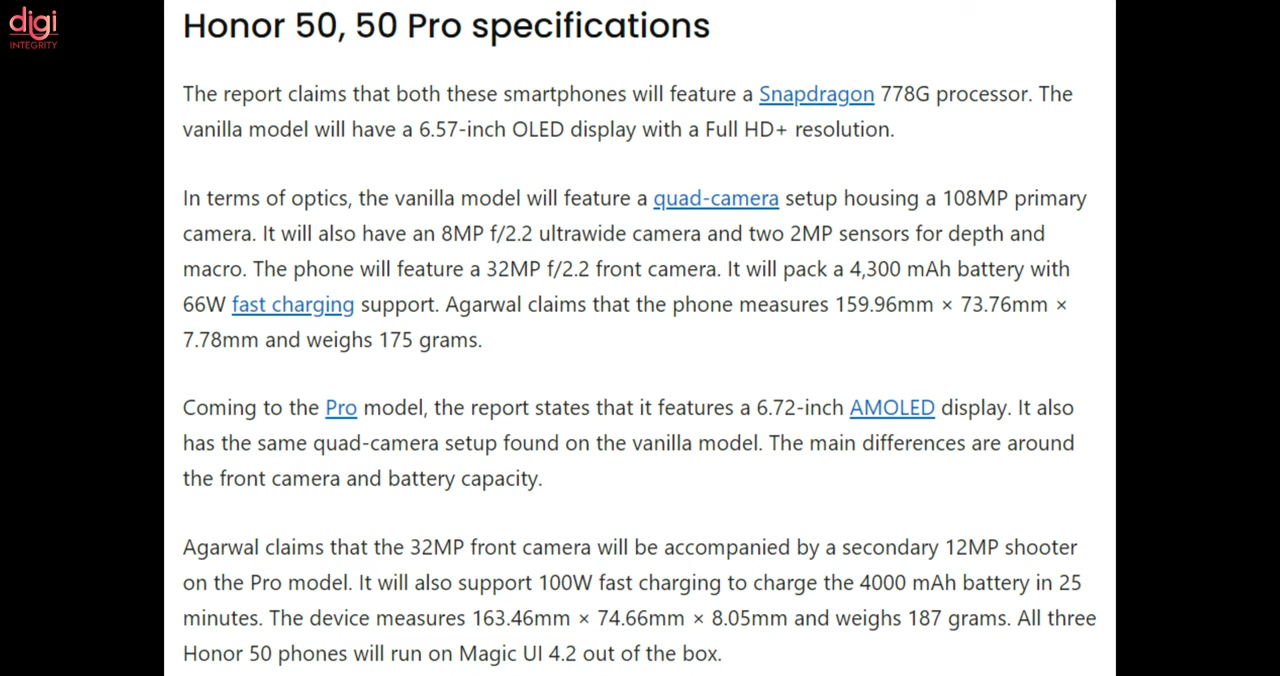 digi
INTEGRITY
Honor 50, 50 Pro specifications
The report claims that both these smartphones will feature a Snapdragon 778G processor. The
vanilla model will have a 6.57-inch OLED display with a Full HD+ resolution.
In terms of optics, the vanilla model will feature a quad-camera setup housing a 108MP primary
camera. It will also have an 8MP f/2.2 ultrawide camera and two 2MP sensors for depth and
macro. The phone will feature a 32MP f/2.2 front camera. It will pack a 4,300 mAh battery with
66W fast charging support. Agarwal claims that the phone measures 159.96mm × 73.76mm ×
7.78mm and weighs 175 grams.
Coming to the Pro model, the report states that it features a 6.72-inch AMOLED display. It also
has the same quad-camera setup found on the vanilla model. The main differences are around
the front camera and battery capacity.
Agarwal claims that the 32MP front camera will be accompanied by a secondary 12MP shooter
on the Pro model. It will also support 100W fast charging to charge the 4000 mAh battery in 25
minutes. The device measures 163.46mm × 74.66mm × 8.05mm and weighs 187 grams. All three
Honor 50 phones will run on Magic UI 4.2 out of the box.